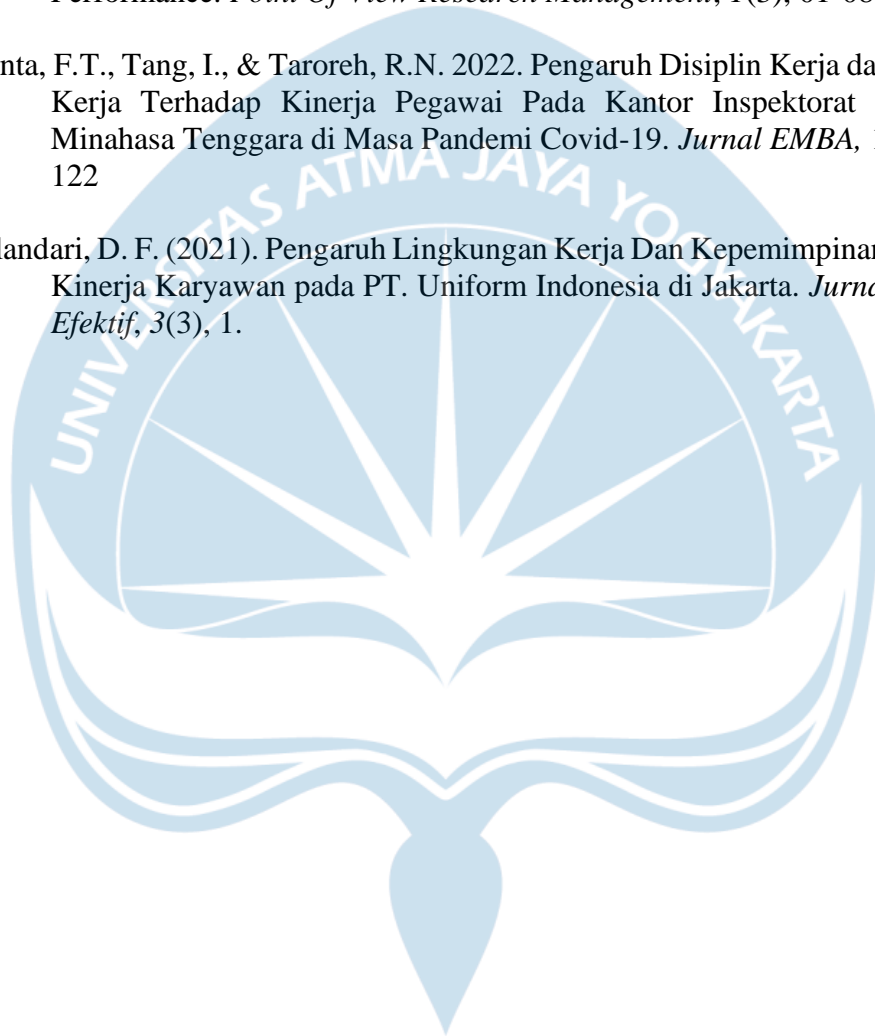 Performance. Point Of View Research Management, 1(3), 61-68
nta, F.T., Tang, I., & Taroreh, R.N. 2022. Pengaruh Disiplin Kerja da
Kerja Terhadap Kinerja Pegawai Pada Kantor Inspektorat
Minahasa Tenggara di Masa Pandemi Covid-19. Jurnal EMBA, 1
122
landari, D. F. (2021). Pengaruh Lingkungan Kerja Dan Kepemimpinan
Kinerja Karyawan pada PT. Uniform Indonesia di Jakarta. Jurna
Efektif, 3(3), 1.
UNIVERSITAS ATMA JAYA YOGYAKARTA